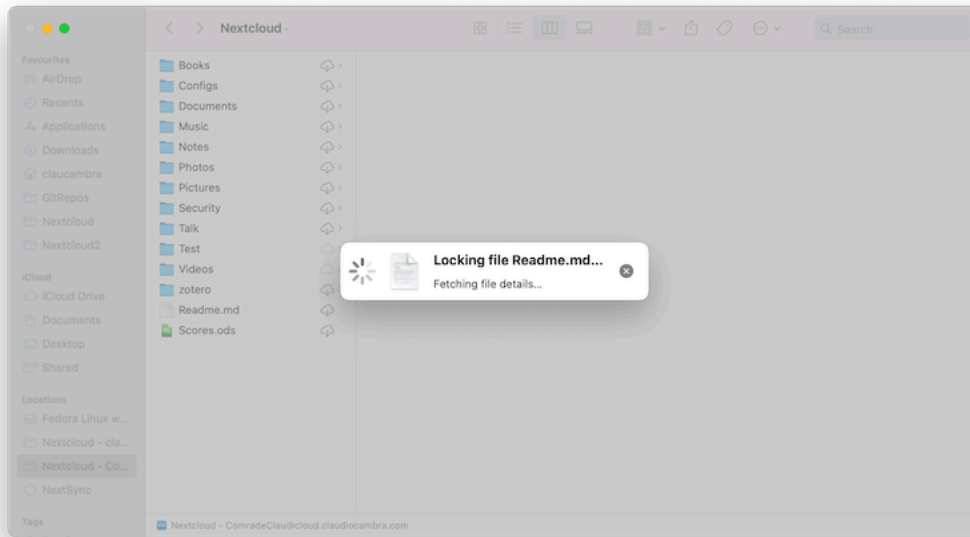 Nextcloud
Search
Favourites
AirDrop
Recents
Applications
Downloads
claucambra
GitRepos
Nextcloud
Nextcloud2
iCloud
iCloud Drive
Documents
Desktop
Shared
Locations
Fedora Linux w...
Nextcloud - cla...
Nextcloud - Co...
NextSync
Tags
Books
Configs
Documents
Music
Notes
Photos
Pictures
Security
Talk
Test
Videos
zotero
Readme.md
Scores.ods
Locking file Readme.md...
Fetching file details...
Nextcloud - ComradeClau@cloud.claudiocambra.com